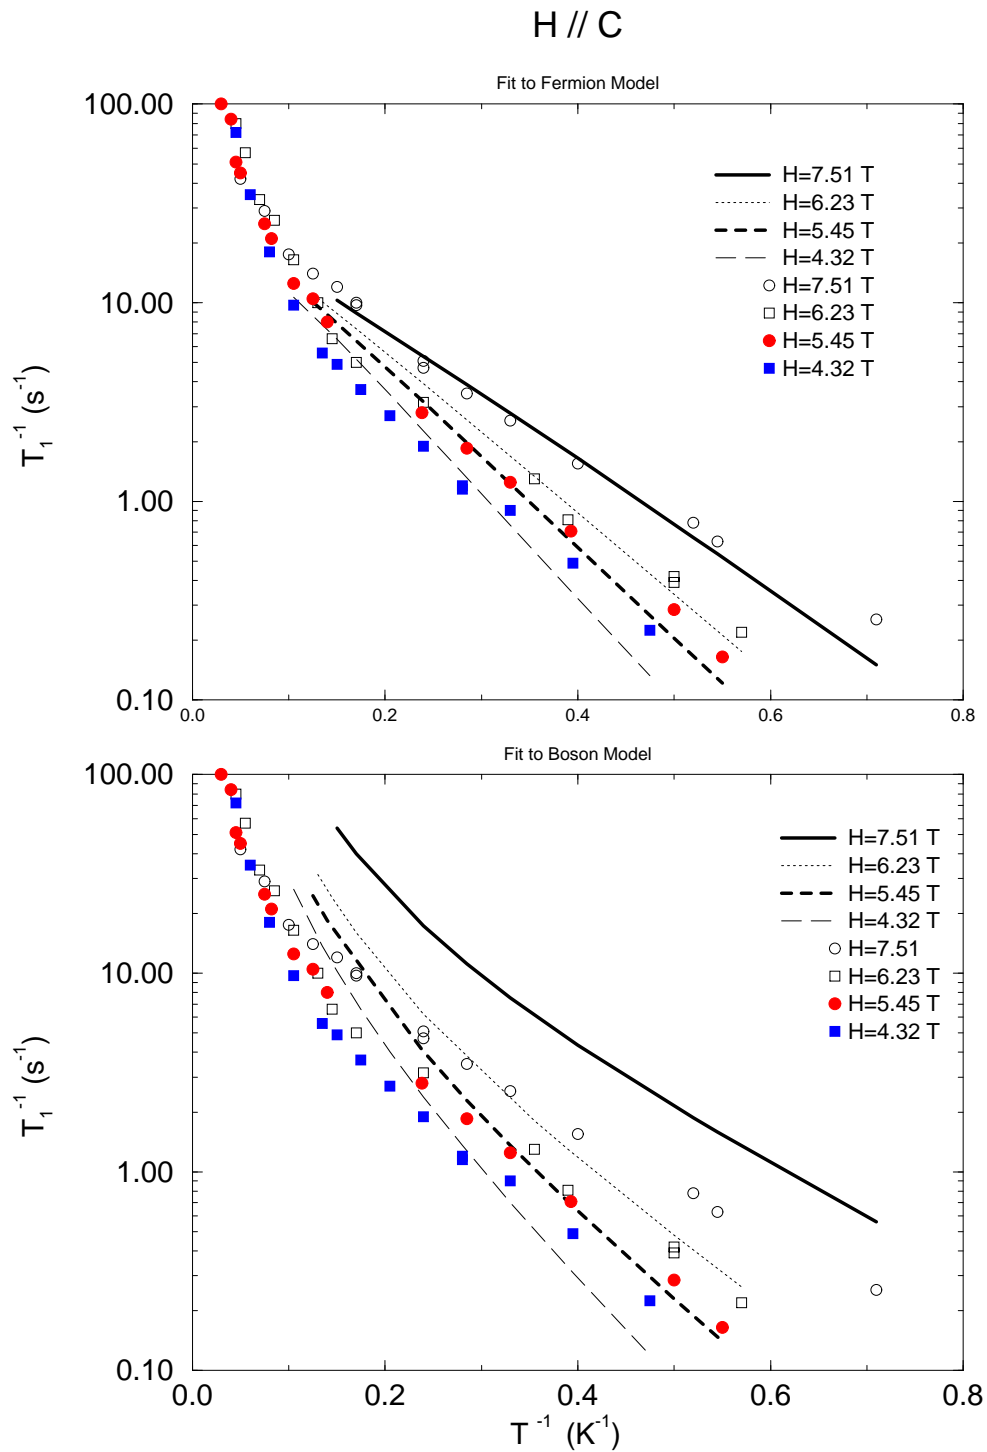 H // C
Fit to Fermion Model
100.00
10.00
1.00
0.10
T₁⁻¹ (s⁻¹)
H=7.51 T
H=6.23 T
H=5.45 T
H=4.32 T
H=7.51 T
H=6.23 T
H=5.45 T
H=4.32 T
0.0 0.2 0.4 0.6 0.8
Fit to Boson Model
100.00
10.00
1.00
0.10
T₁⁻¹ (s⁻¹)
H=7.51 T
H=6.23 T
H=5.45 T
H=4.32 T
H=7.51
H=6.23 T
H=5.45 T
H=4.32 T
0.0 0.2 0.4 0.6 0.8
T⁻¹ (K⁻¹)